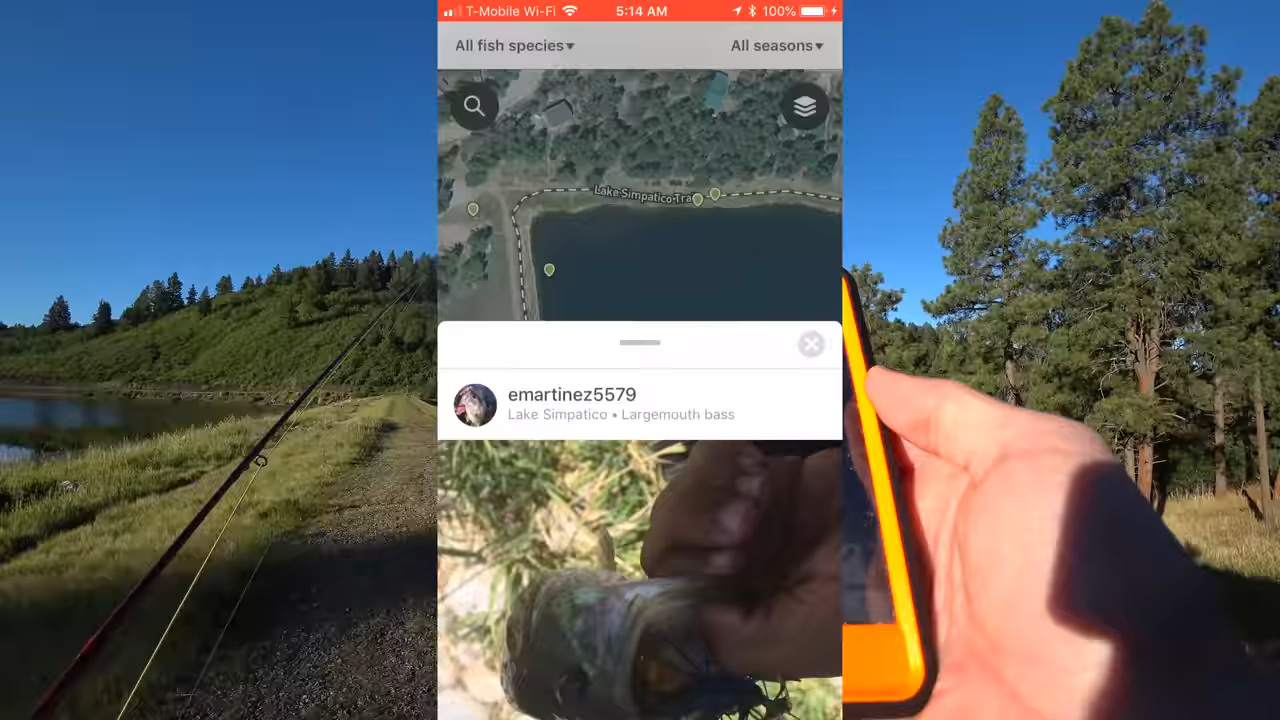 T-Mobile Wi-Fi 5:14 AM 100%
All fish species▾ All seasons▾
Lake Simpatico Tra
emartinez5579
Lake Simpatico • Largemouth bass